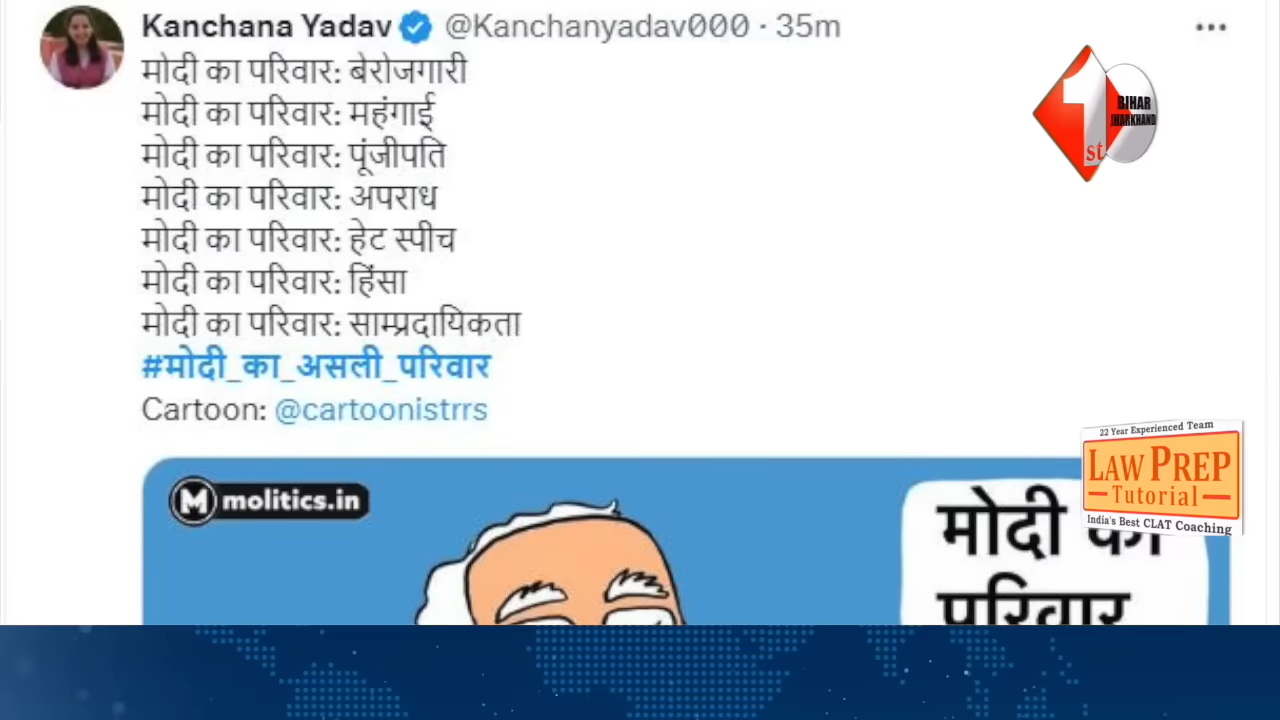 Kanchana Yadav @Kanchanyadav000 · 35m
मोदी का परिवार: बेरोजगारी
मोदी का परिवार: महंगाई
मोदी का परिवार: पूंजीपति
मोदी का परिवार: अपराध
मोदी का परिवार: हेट स्पीच
मोदी का परिवार: हिंसा
मोदी का परिवार: साम्प्रदायिकता
#मोदी_का_असली_परिवार
Cartoon: @cartoonistrrs
M molitics.in
मोदी का
परिवार
1st
BIHAR
JHARKHAND
22 Year Experienced Team
LAW PREP
Tutorial
India's Best CLAT Coaching